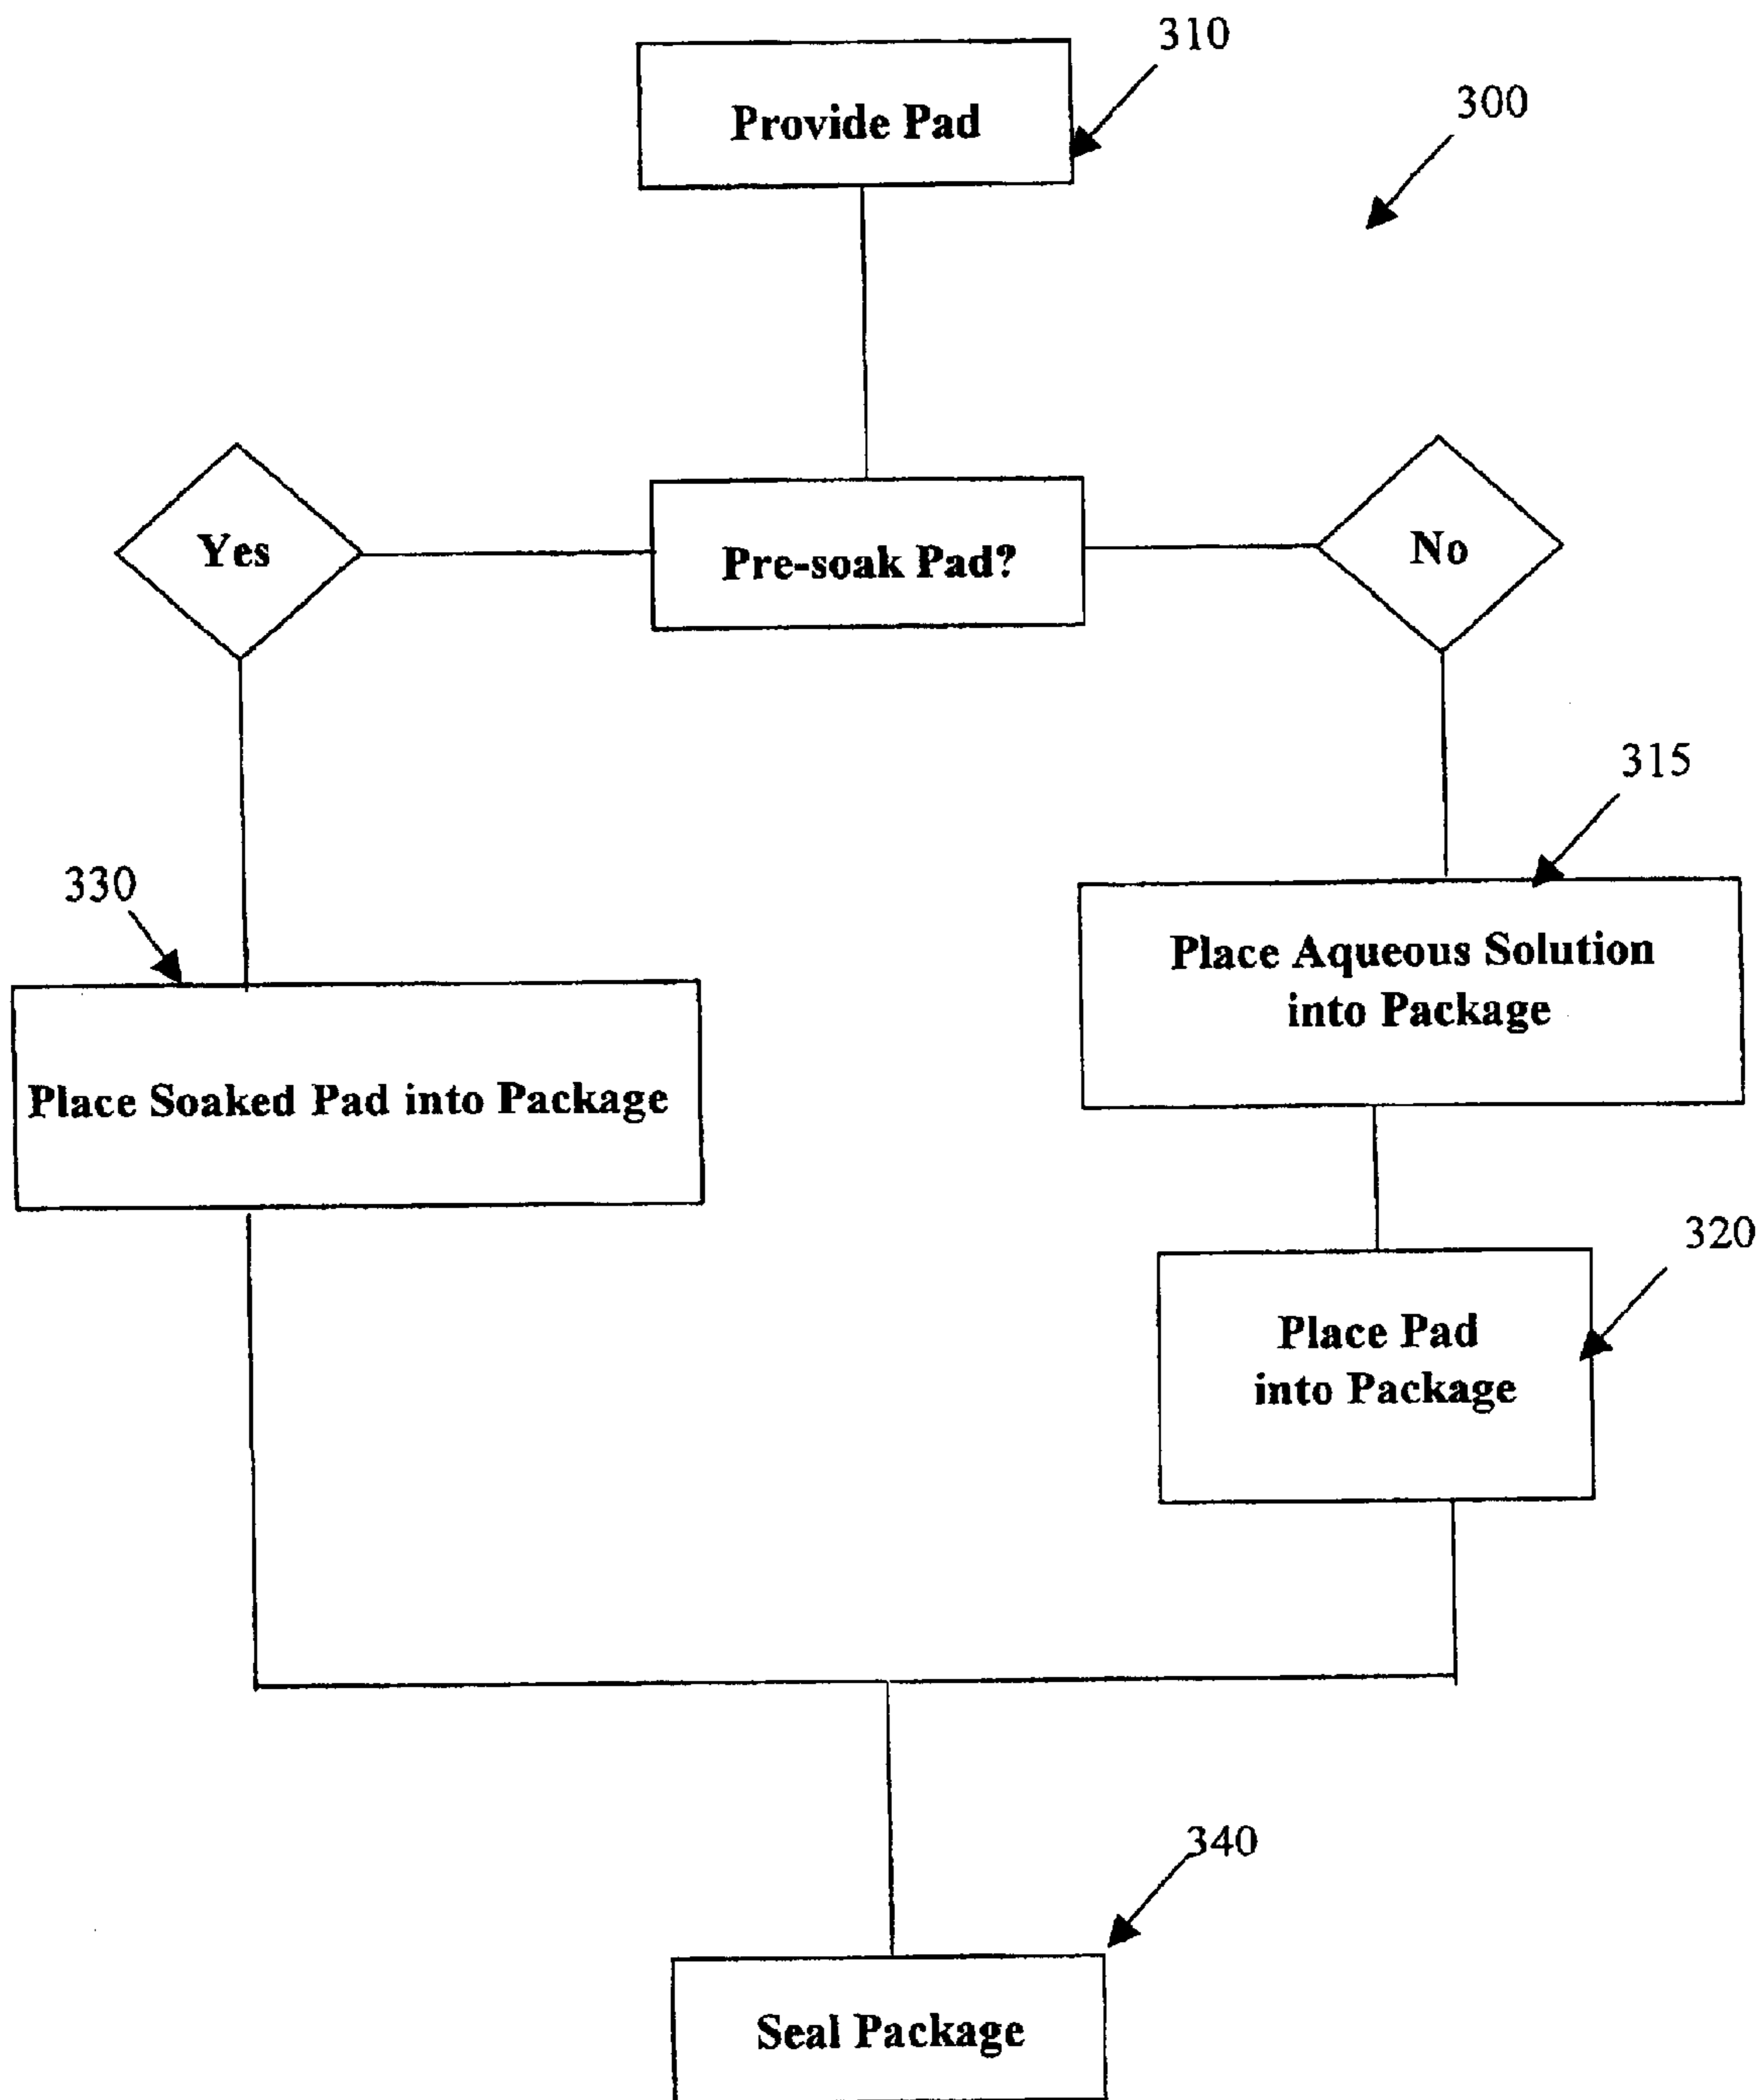 310
Provide Pad
300
Yes
Pre-soak Pad?
No
315
330
Place Aqueous Solution
into Package
Place Soaked Pad into Package
320
Place Pad
into Package
340
Seal Package